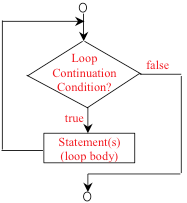 Loop
Continuation
Condition?
false
true
Statement(s)
(loop body)